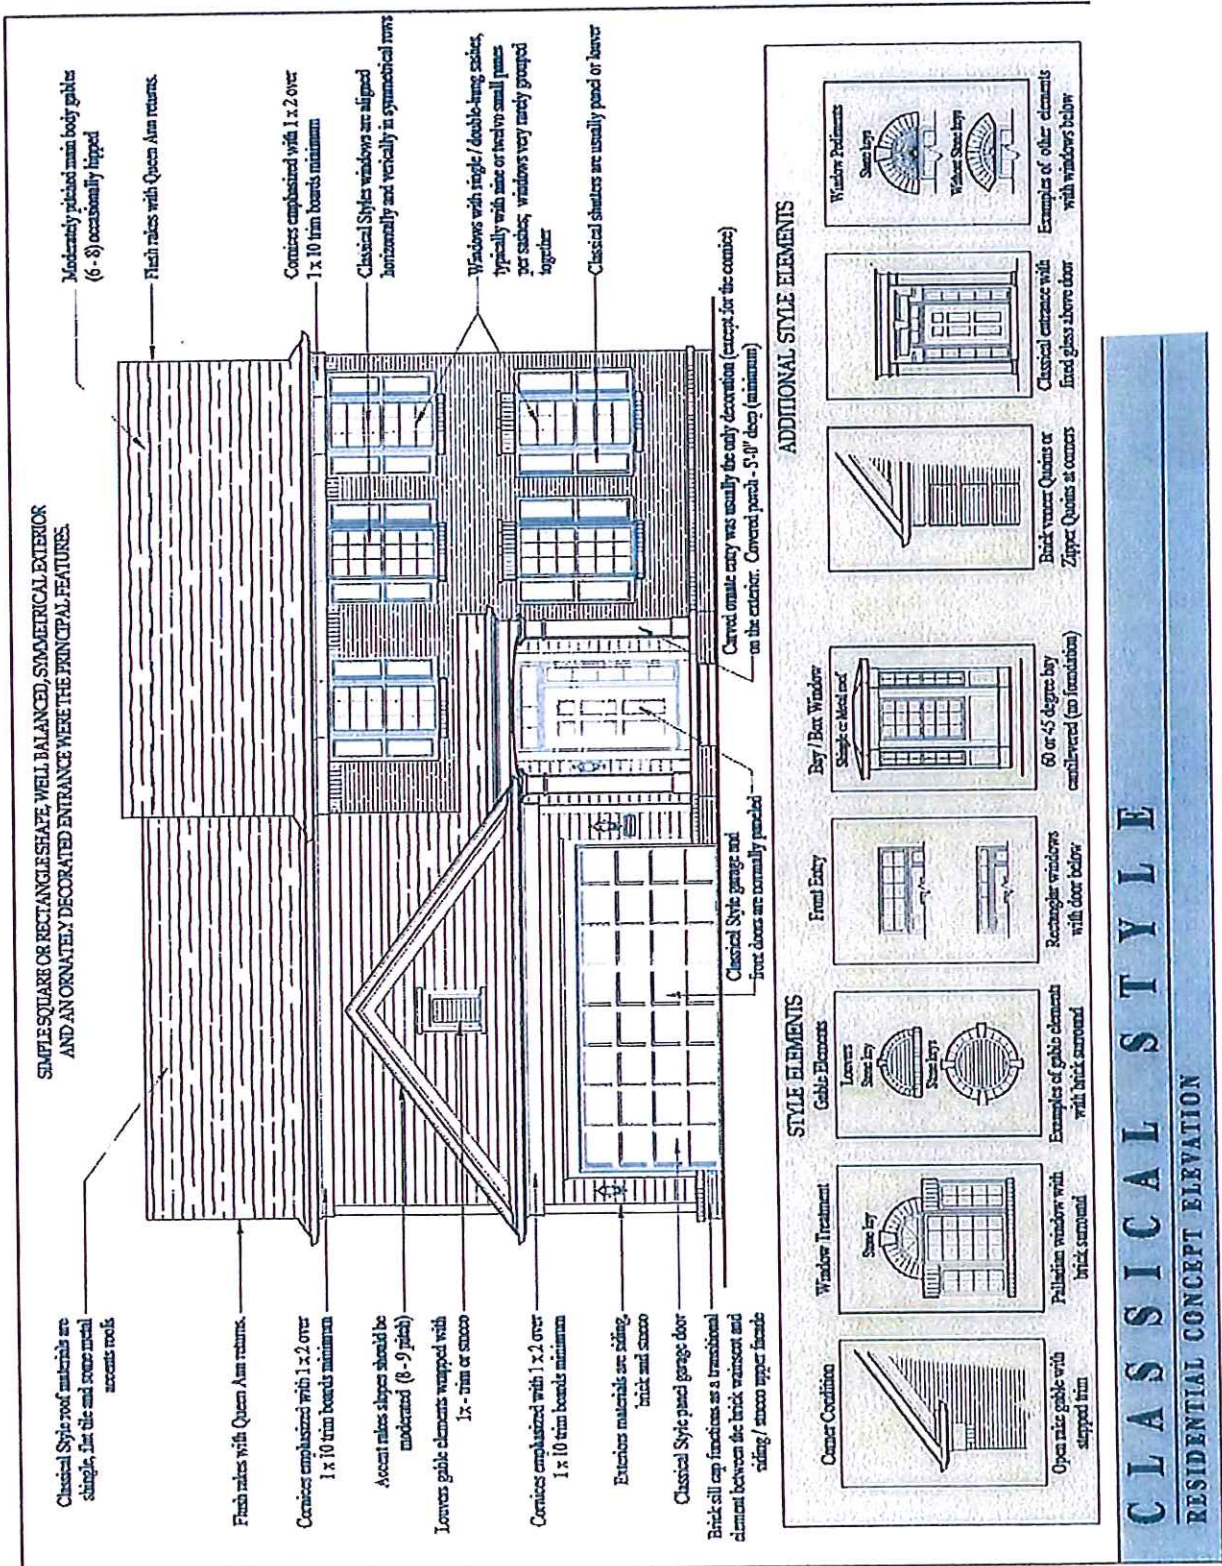 SIMPLE SQUARE OR RECTANGLE SHAPE, WELL BALANCED, SYMMETRICAL EXTERIOR
AND AN ORNATELY DECORATED ENTRANCE WERE THE PRINCIPAL FEATURES.
Classical Style roof materials are
shingle, flat tile and some metal
accents roofs
Flush rakes with Queen Ann returns.
Cornices emphasized with 1 x 2 over
1 x 10 trim boards minimum
Accent rakes slopes should be
moderated (8 - 9 pitch)
Louvers gable elements wrapped with
1x - trim or stucco
Cornices emphasized with 1 x 2 over
1 x 10 trim boards minimum
Exteriors materials are siding,
brick and stucco
Classical Style panel garage door
Brick sill cap functions as a transitional
element between the brick wainscot and
siding / stucco upper facade
Moderately pitched main body gables
(6 - 8) occasionally hipped
Flush rakes with Queen Ann returns.
Cornices emphasized with 1 x 2 over
1 x 10 trim boards minimum
Classical Styles windows are aligned
horizontally and vertically in symmetrical rows
Windows with single / double-hung sashes,
typically with nine or twelve small panes
per sashes; windows very rarely grouped
together
Classical shutters are usually panel or louver
Carved ornate entry was usually the only decoration (except for the cornice)
on the exterior. Covered porch - 5'-0" deep (minimum)
Classical Style garage and
front doors are normally paneled
STYLE ELEMENTS
Corner Condition
Open rake gable with
stepped trim
Window Treatment
Stone key
Palladian window with
brick surround
Gable Elements
Louvers
Stone key
Stone keys
Examples of gable elements
with brick surround
Front Entry
Rectangular windows
with door below
Bay / Box Window
Shingle or Metal roof
60 or 45 degree bay
cantilevered (no foundation)
ADDITIONAL STYLE ELEMENTS
Brick veneer Quoins or
Zipper Quoins at corners
Classical entrance with
fixed glass above door
Window Pediments
Stone keys
Without Stone keys
Examples of other elements
with windows below
CLASSICAL STYLE
RESIDENTIAL CONCEPT ELEVATION